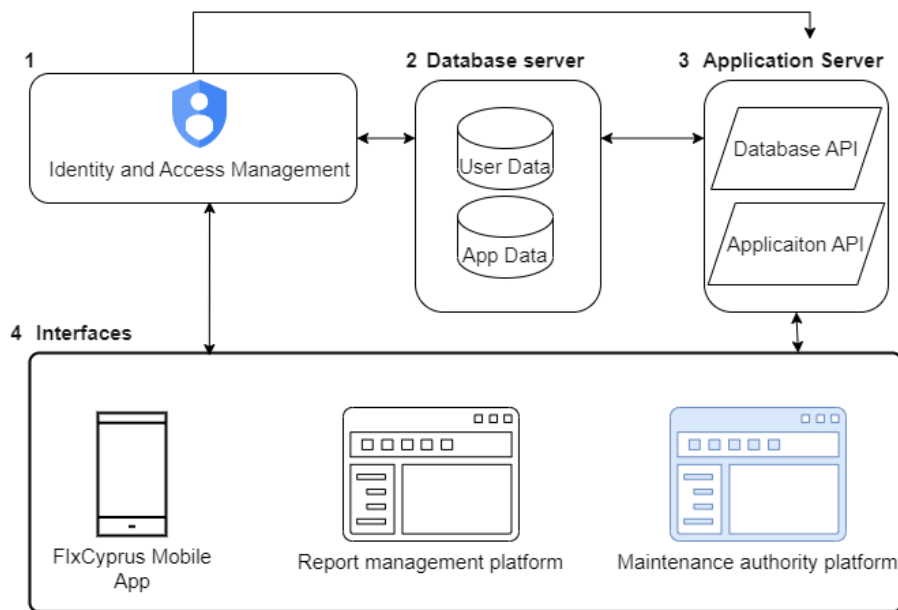 1
2 Database server
3 Application Server
Identity and Access Management
User Data
App Data
Database API
Applicaiton API
4 Interfaces
FIxCyprus Mobile
App
Report management platform
Maintenance authority platform